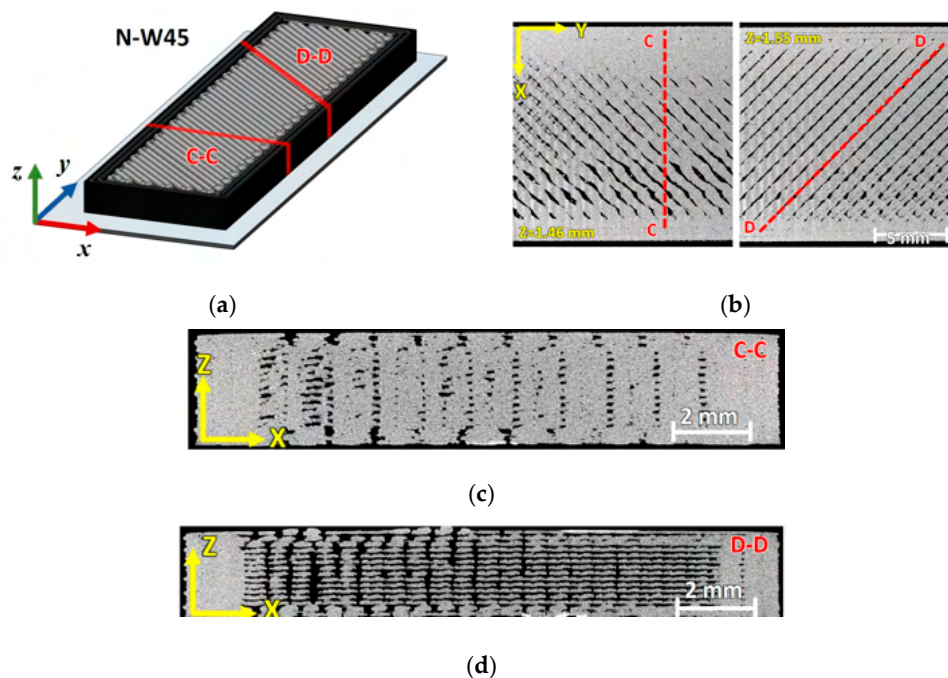 N-W45
D-D
C-C
z
y
x
(a)
Y
X
C
C
Z=1.46 mm
Z=1.55 mm
D
D
5 mm
(b)
C-C
Z
X
2 mm
(c)
D-D
Z
X
2 mm
(d)